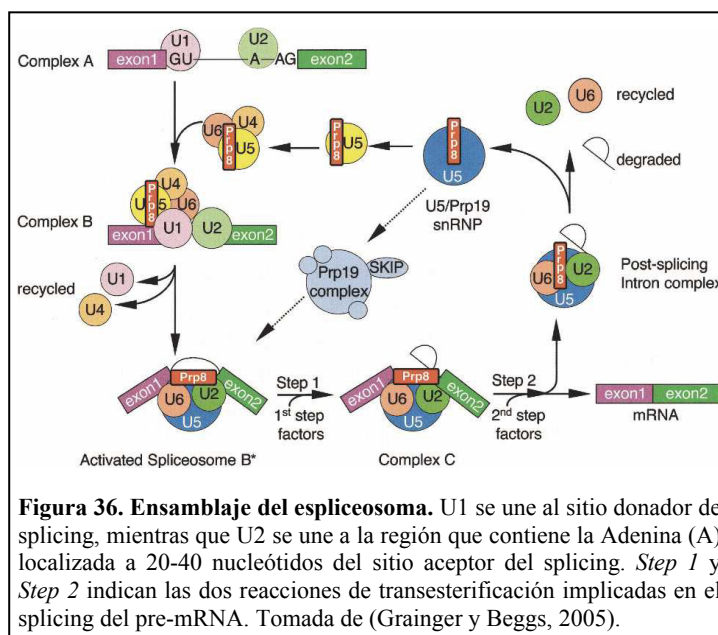 Complex A
exon1
U1
GU
U2
A
AG
exon2
U2
U6
recycled
degraded
U6
U4
Prp8
U5
Prp8
U5
Prp8
U5
U5/Prp19
snRNP
Complex B
Prp8
U4
U5
U6
exon1
U1
U2
exon2
Prp19
complex
SKIP
U6
Prp8
U2
U5
Post-splicing
Intron complex
recycled
U1
U4
exon1
Prp8
exon2
U6
U2
U5
Step 1
1st step
factors
exon1
Prp8
exon2
U6
U2
U5
Step 2
2nd step
factors
exon1
exon2
mRNA
Activated Spliceosome B*
Complex C
Figura 36. Ensamblaje del espliceosoma. U1 se une al sitio donador de
splicing, mientras que U2 se une a la región que contiene la Adenina (A)
localizada a 20-40 nucleótidos del sitio aceptor del splicing. Step 1 y
Step 2 indican las dos reacciones de transesterificación implicadas en el
splicing del pre-mRNA. Tomada de (Grainger y Beggs, 2005).